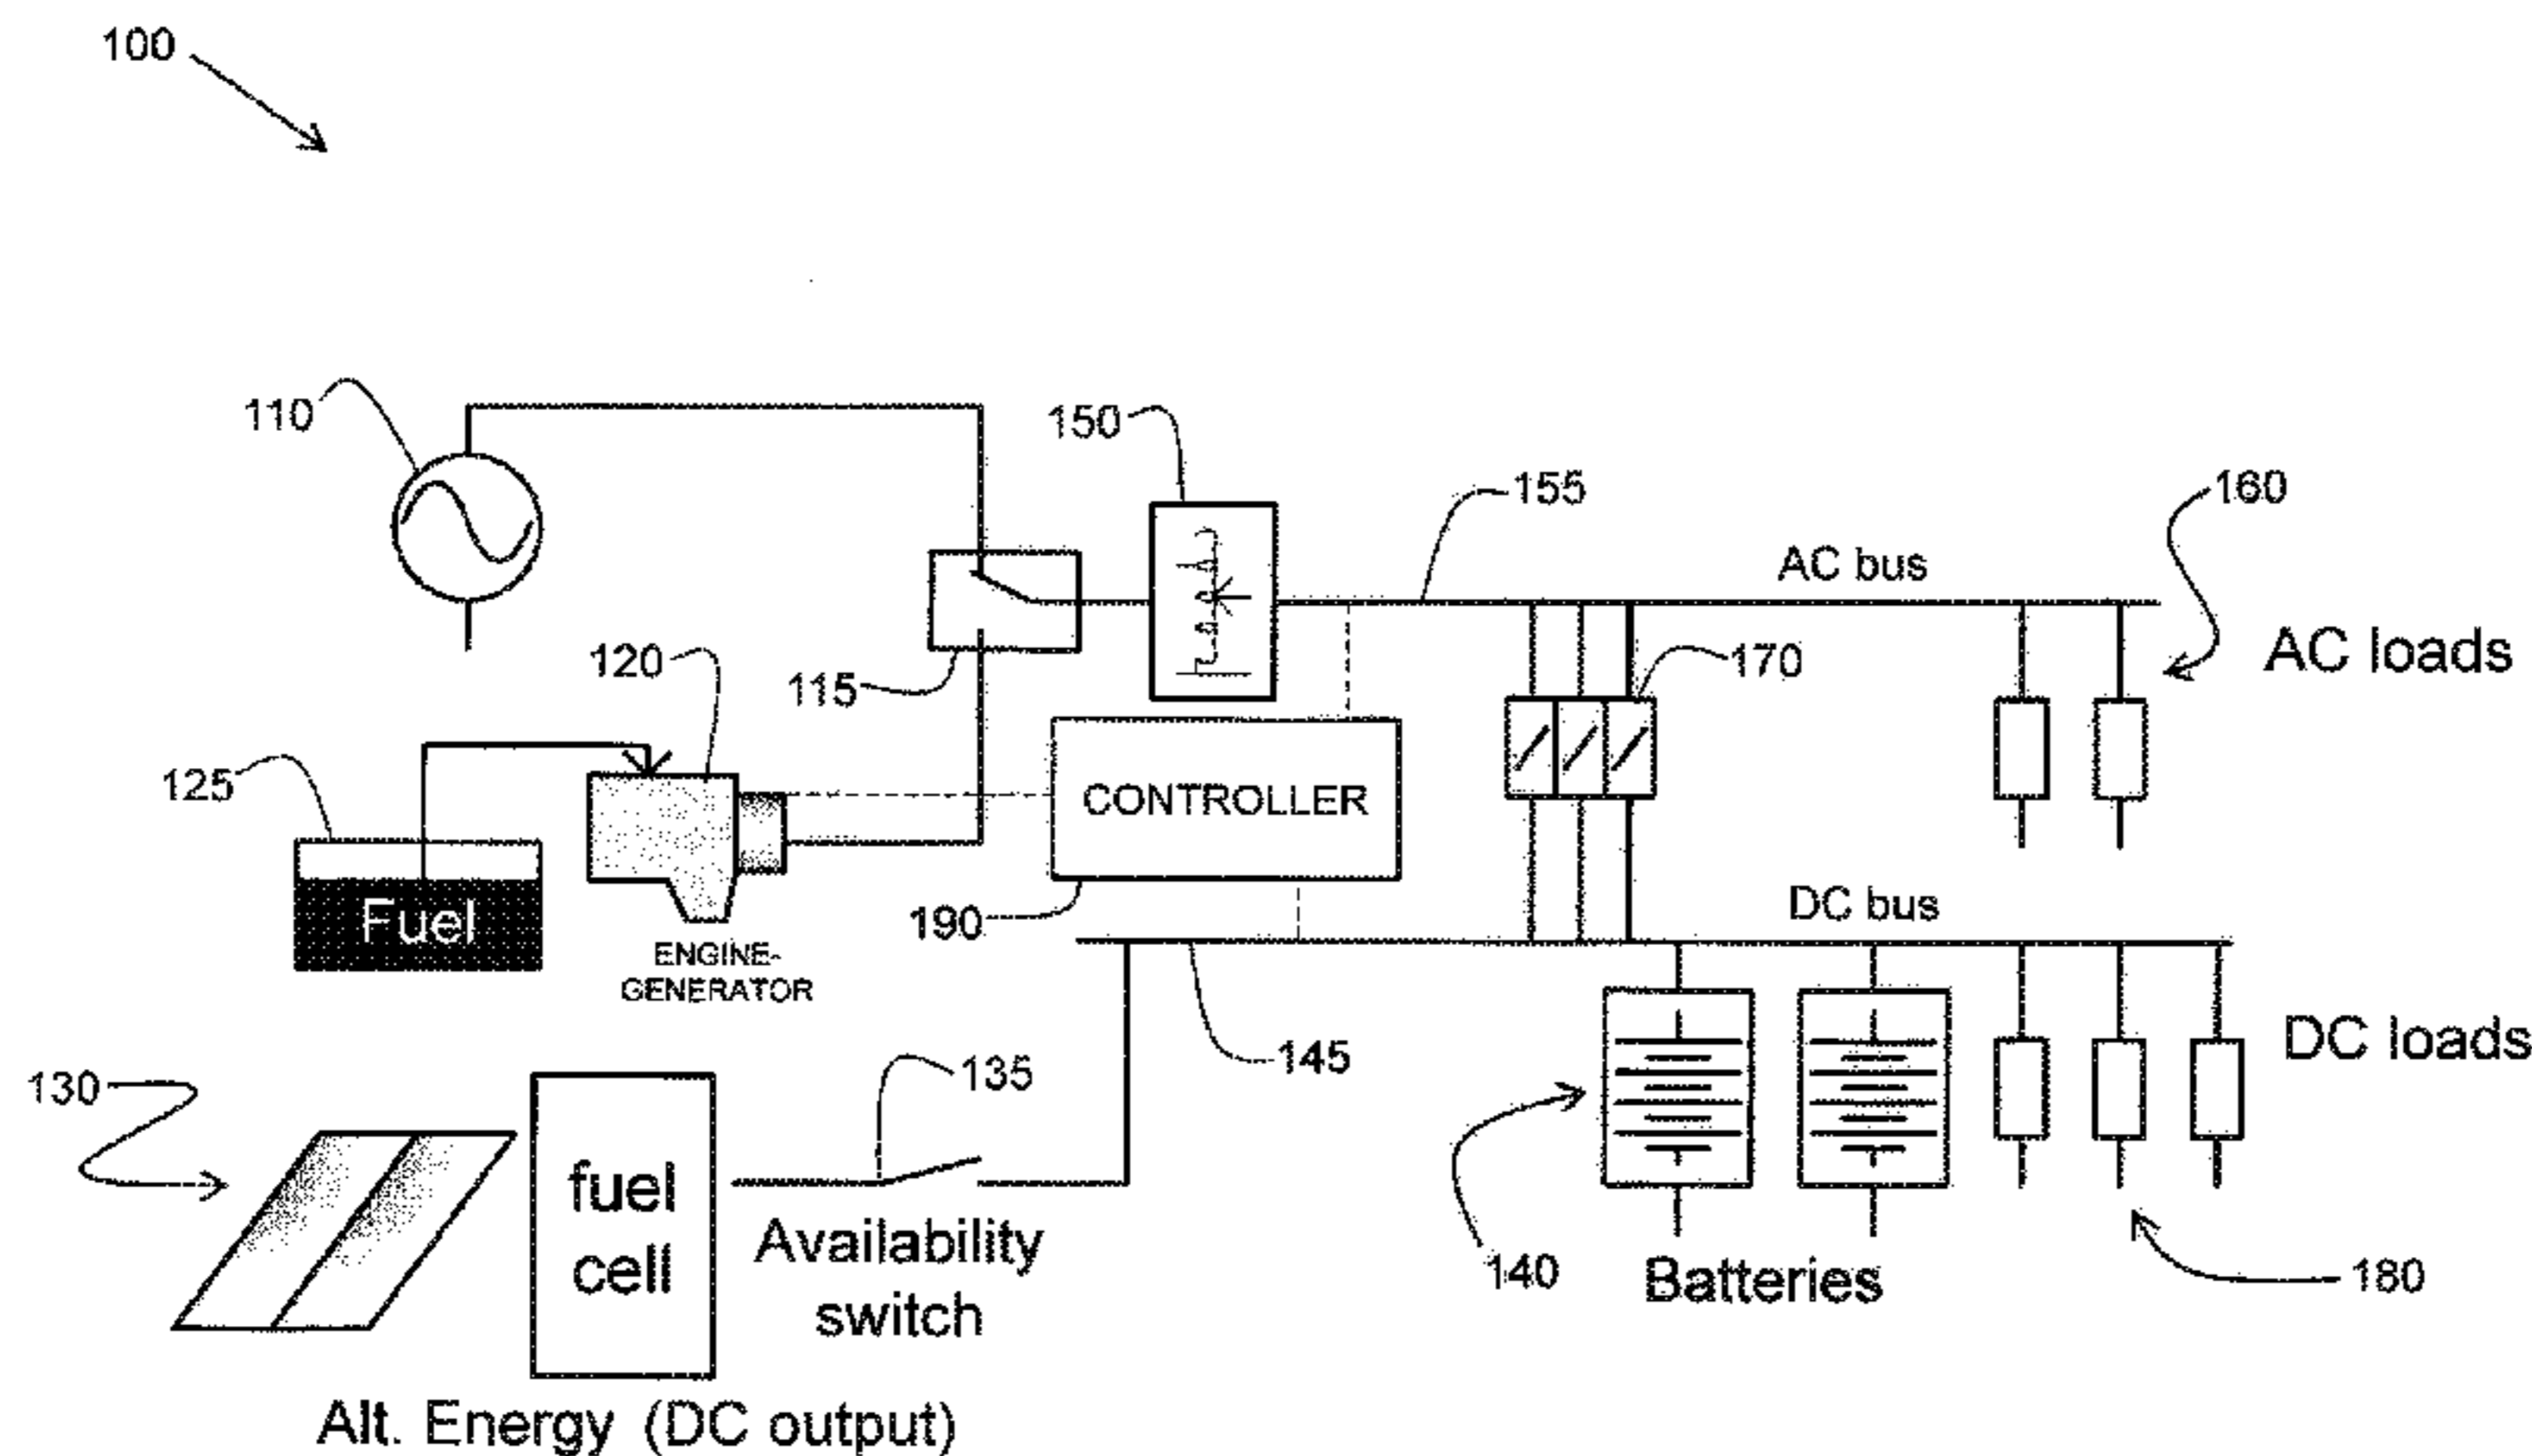 100
110
150
155
160
AC bus
AC loads
120
115
170
125
CONTROLLER
Fuel
190
DC bus
ENGINE-
GENERATOR
DC loads
130
135
145
fuel
cell
Availability
switch
140
Batteries
180
Alt. Energy (DC output)